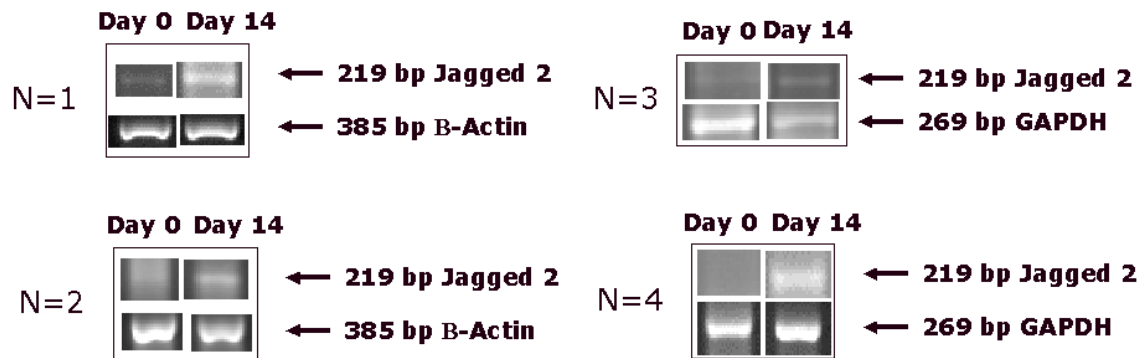 Day 0 Day 14
N=1
219 bp Jagged 2
385 bp B-Actin
Day 0 Day 14
N=3
219 bp Jagged 2
269 bp GAPDH
Day 0 Day 14
N=2
219 bp Jagged 2
385 bp B-Actin
Day 0 Day 14
N=4
219 bp Jagged 2
269 bp GAPDH